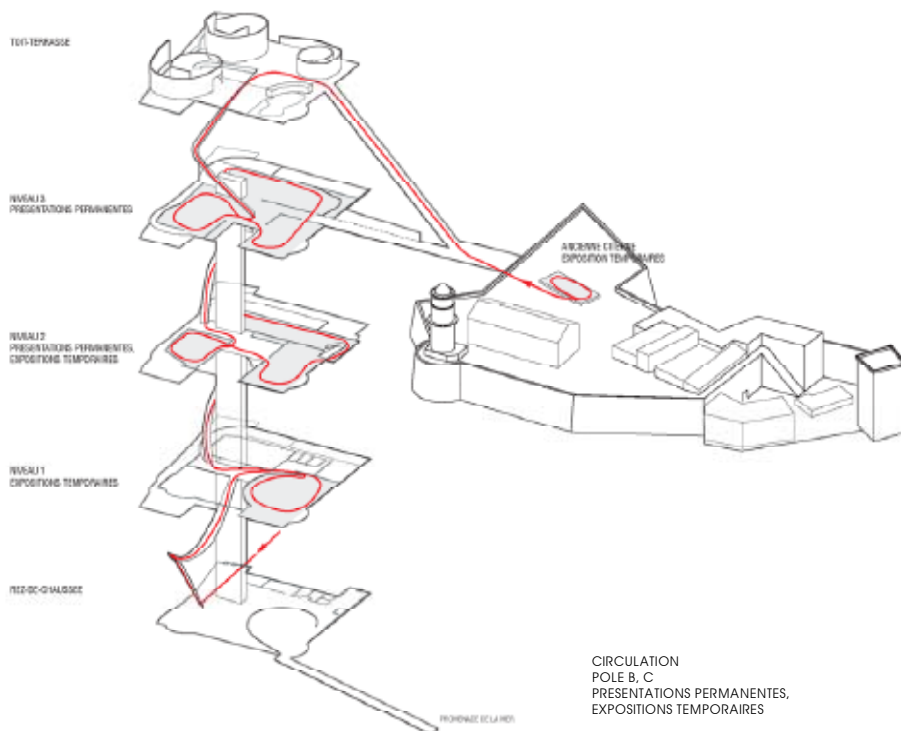 TOIT-TERRASSE
NIVEAU 3
PRESENTATIONS PERMANENTES
ANCIENNE CITERNE
EXPOSITION TEMPORAIRES
NIVEAU 2
PRESENTATIONS PERMANENTES,
EXPOSITIONS TEMPORAIRES
NIVEAU 1
EXPOSITIONS TEMPORAIRES
REZ-DE-CHAUSSEE
CIRCULATION
POLE B, C
PRESENTATIONS PERMANENTES,
EXPOSITIONS TEMPORAIRES
PROMENADE DE LA MER